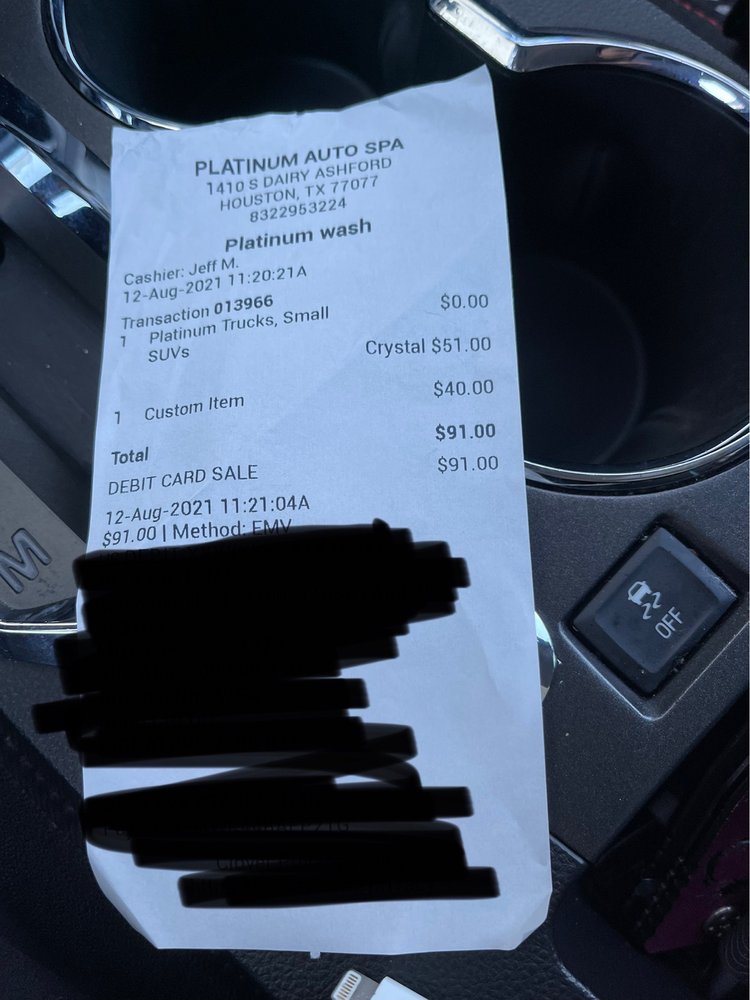 PLATINUM AUTO SPA
1410 S DAIRY ASHFORD
HOUSTON, TX 77077
8322953224
Platinum wash
Cashier: Jeff M.
12-Aug-2021 11:20:21A
Transaction 013966
1 Platinum Trucks, Small $0.00
SUVs
Crystal $51.00
1 Custom Item $40.00
Total $91.00
DEBIT CARD SALE $91.00
12-Aug-2021 11:21:04A
$91.00 | Method: EMV
M
OFF